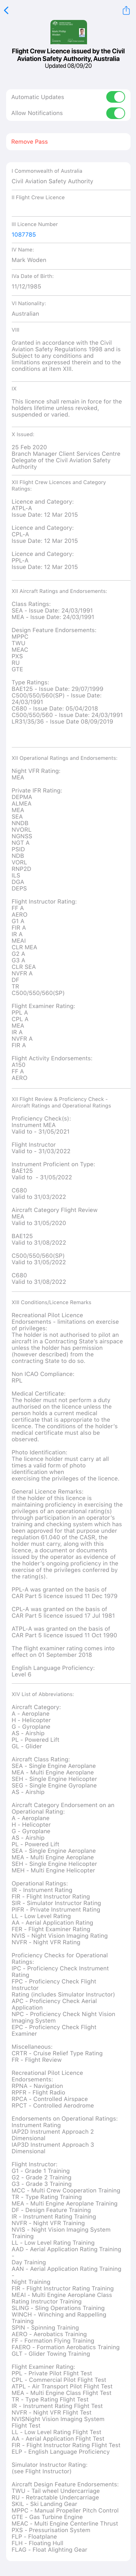 Flight Crew Licence issued by the Civil
Aviation Safety Authority, Australia
Updated 08/09/20
Automatic Updates
Allow Notifications
Remove Pass
I Commonwealth of Australia
Civil Aviation Safety Authority
II Flight Crew Licence
III Licence Number
1087785
IV Name:
Mark Woden
IVa Date of Birth:
11/12/1985
VI Nationality:
Australian
VIII
Granted in accordance with the Civil
Aviation Safety Regulations 1998 and is
Subject to any conditions and
limitations expressed therein and to the
conditions at item XIII.
IX
This licence shall remain in force for the
holders lifetime unless revoked,
suspended or varied.
X Issued:
25 Feb 2020
Branch Manager Client Services Centre
Delegate of the Civil Aviation Safety
Authority
XII Flight Crew Licences and Category
Ratings:
Licence and Category:
ATPL-A
Issue Date: 12 Mar 2015
Licence and Category:
CPL-A
Issue Date: 12 Mar 2015
Licence and Category:
PPL-A
Issue Date: 12 Mar 2015
XII Aircraft Ratings and Endorsements:
Class Ratings:
SEA - Issue Date: 24/03/1991
MEA - Issue Date: 24/03/1991
Design Feature Endorsements:
MPPC
TWU
MEAC
PXS
RU
GTE
Type Ratings:
BAE125 - Issue Date: 29/07/1999
C500/550/560(SP) - Issue Date:
24/03/1991
C680 - Issue Date: 05/04/2018
C500/550/560 - Issue Date: 24/03/1991
LR31/35/36 - Issue Date 08/09/2019
XII Operational Ratings and Endorsements:
Night VFR Rating:
MEA
Private IFR Rating:
DEPMA
ALMEA
MEA
SEA
NNDB
NVORL
NGNSS
NGT A
PSID
NDB
VORL
RNP2D
ILS
DGA
DEPS
Flight Instructor Rating:
FF A
AERO
G1 A
FIR A
IR A
MEAI
CLR MEA
G2 A
G3 A
CLR SEA
NVFR A
DF
TR
C500/550/560(SP)
Flight Examiner Rating:
PPL A
CPL A
MEA
IR A
NVFR A
FIR A
Flight Activity Endorsements:
A150
FF A
AERO
XII Flight Review & Proficiency Check -
Aircraft Ratings and Operational Ratings
Proficiency Check(s):
Instrument MEA
Valid to - 31/05/2021
Flight Instructor
Valid to - 31/03/2022
Instrument Proficient on Type:
BAE125
Valid to - 31/05/2021
C680
Valid to 31/03/2022
Aircraft Category Flight Review
MEA
Valid to 31/05/2020
BAE125
Valid to 31/08/2022
C500/550/560(SP)
Valid to 31/05/2022
C680
Valid to 31/08/2022
XIII Conditions/Licence Remarks
Recreational Pilot Licence
Endorsements - limitations on exercise
of privileges:
The holder is not authorised to pilot an
aircraft in a Contracting State's airspace
unless the holder has permission
(however described) from the
contracting State to do so.
Non ICAO Compliance:
RPL
Medical Certificate:
The holder must not perform a duty
authorised on the licence unless the
person holds a current medical
certificate that is appropriate to the
licence. The conditions of the holder's
medical certificate must also be
observed.
Photo Identification:
The licence holder must carry at all
times a valid form of photo
identification when
exercising the privileges of the licence.
General Licence Remarks:
If the holder of this licence is
maintaining proficiency in exercising the
privileges of an operational rating(s)
through participation in an operator's
training and checking which has
been approved for that purpose under
regulation 61.040 of the CASR, the
holder must carry, along with this
licence, a document or documents
issued by the operator as evidence of
the holder's ongoing proficiency in the
exercise of the privileges conferred by
the rating(s).
PPL-A was granted on the basis of
CAR Part 5 licence issued 11 Dec 1979
CPL-A was granted on the basis of
CAR Part 5 licence issued 17 Jul 1981
ATPL-A was granted on the basis of
CAR Part 5 licence issued 11 Oct 1990
The flight examiner rating comes into
effect on 01 September 2018
English Language Proficiency:
Level 6
XIV List of Abbreviations:
Aircraft Category:
A - Aeroplane
H - Helicopter
G - Gyroplane
AS - Airship
PL - Powered Lift
GL - Glider
Aircraft Class Rating:
SEA - Single Engine Aeroplane
MEA - Multi Engine Aeroplane
SEH - Single Engine Helicopter
SEG - Single Engine Gyroplane
AS - Airship
Aircraft Category Endorsement on an
Operational Rating:
A - Aeroplane
H - Helicopter
G - Gyroplane
AS - Airship
PL - Powered Lift
SEA - Single Engine Aeroplane
MEA - Multi Engine Aeroplane
SEH - Single Engine Helicopter
MEH - Multi Engine Helicopter
Operational Ratings:
IR - Instrument Rating
FIR - Flight Instructor Rating
SIR - Simulator Instructor Rating
PIFR - Private Instrument Rating
LL - Low Level Rating
AA - Aerial Application Rating
FER - Flight Examiner Rating
NVIS - Night Vision Imaging Rating
NVFR - Night VFR Rating
Proficiency Checks for Operational
Ratings:
IPC - Proficiency Check Instrument
Rating
FPC - Proficiency Check Flight
Instructor
Rating (includes Simulator Instructor)
APC - Proficiency Check Aerial
Application
NPC - Proficiency Check Night Vision
Imaging System
EPC - Proficiency Check Flight
Examiner
Miscellaneous:
CRTR - Cruise Relief Type Rating
FR - Flight Review
Recreational Pilot Licence
Endorsements:
RPNA - Navigation
RPFR - Flight Radio
RPCA - Controlled Airspace
RPCT - Controlled Aerodrome
Endorsements on Operational Ratings:
Instrument Rating
IAP2D Instrument Approach 2
Dimensional
IAP3D Instrument Approach 3
Dimensional
Flight Instructor:
G1 - Grade 1 Training
G2 - Grade 2 Training
G3 - Grade 3 Training
MCC - Multi Crew Cooperation Training
TR - Type Rating Training
MEA - Multi Engine Aeroplane Training
DF - Design Feature Training
IR - Instrument Rating Training
NVFR - Night VFR Training
NVIS - Night Vision Imaging System
Training
LL - Low Level Rating Training
AAD - Aerial Application Rating Training
Day Training
AAN - Aerial Application Rating Training
Night Training
FIR - Flight Instructor Rating Training
MEAI - Multi Engine Aeroplane Class
Rating Instructor Training
SLING - Sling Operations Training
WINCH - Winching and Rappelling
Training
SPIN - Spinning Training
AERO - Aerobatics Training
FF - Formation Flying Training
FAERO - Formation Aerobatics Training
GLT - Glider Towing Training
Flight Examiner Rating:
PPL - Private Pilot Flight Test
CPL - Commercial Pilot Flight Test
ATPL - Air Transport Pilot Flight Test
MEA - Multi Engine Class Flight Test
TR - Type Rating Flight Test
IR - Instrument Rating Flight Test
NVFR - Night VFR Flight Test
NVISNight Vision Imaging System
Flight Test
LL - Low Level Rating Flight Test
AA - Aerial Application Flight Test
FIR - Flight Instructor Rating Flight Test
ELP - English Language Proficiency
Simulator Instructor Rating:
(see Flight Instructor)
Aircraft Design Feature Endorsements:
TWU - Tail wheel Undercarriage
RU - Retractable Undercarriage
SKIL - Ski Landing Gear
MPPC - Manual Propeller Pitch Control
GTE - Gas Turbine Engine
MEAC - Multi Engine Centerline Thrust
PXS - Pressurisation System
FLP - Floatplane
FLH - Floating Hull
FLAG - Float Alighting Gear